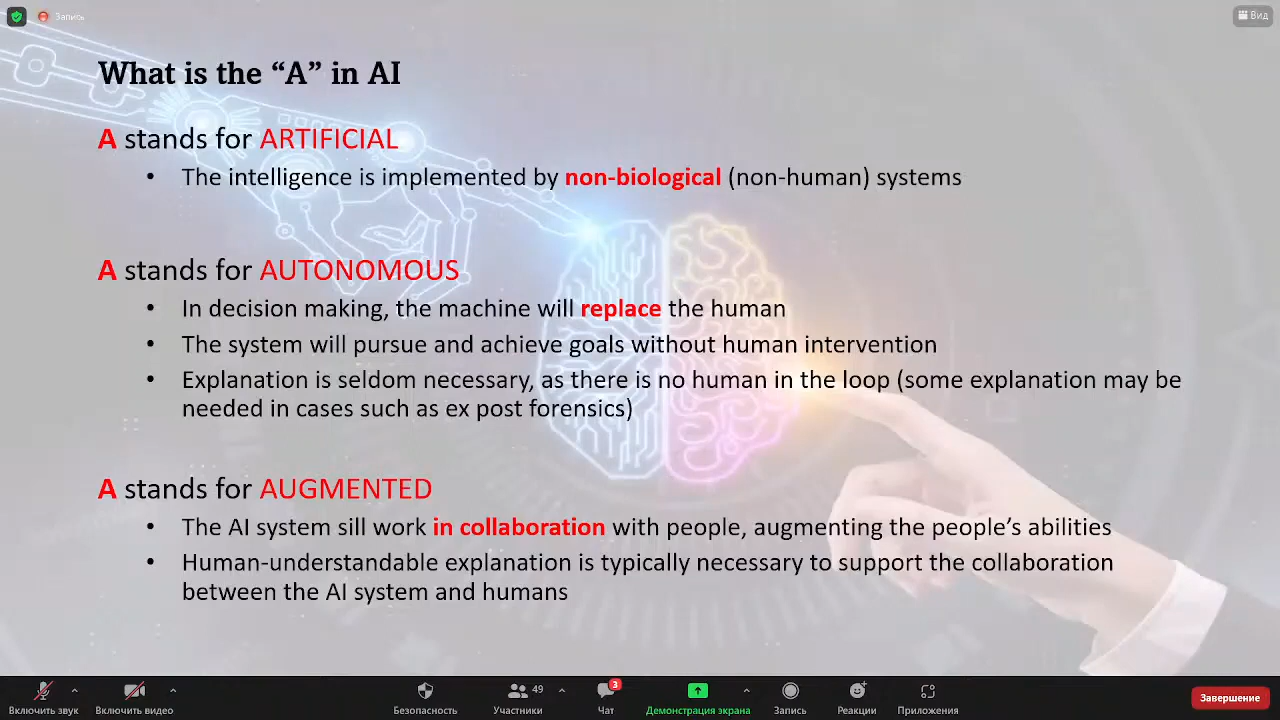 Запись
Вид
What is the “A” in AI
A stands for ARTIFICIAL
• The intelligence is implemented by non-biological (non-human) systems
A stands for AUTONOMOUS
• In decision making, the machine will replace the human
• The system will pursue and achieve goals without human intervention
• Explanation is seldom necessary, as there is no human in the loop (some explanation may be
needed in cases such as ex post forensics)
A stands for AUGMENTED
• The AI system sill work in collaboration with people, augmenting the people’s abilities
• Human-understandable explanation is typically necessary to support the collaboration
between the AI system and humans
49
3
Включить звук
Включить видео
Безопасность
Участники
Чат
Демонстрация экрана
Запись
Реакции
Приложения
Завершение